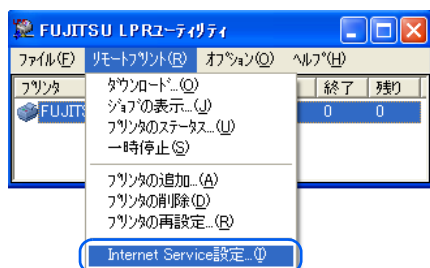 FUJITSU LPRユーティリティ
ファイル(F) リモートプリント(R) オプション(O) ヘルプ(H)
プリンタ 終了 残り
FUJITS 0 0
ダウンロード...(O)
ジョブの表示...(J)
プリンタのステータス...(U)
一時停止(S)
プリンタの追加...(A)
プリンタの削除(D)
プリンタの再設定...(R)
Internet Service設定...(I)